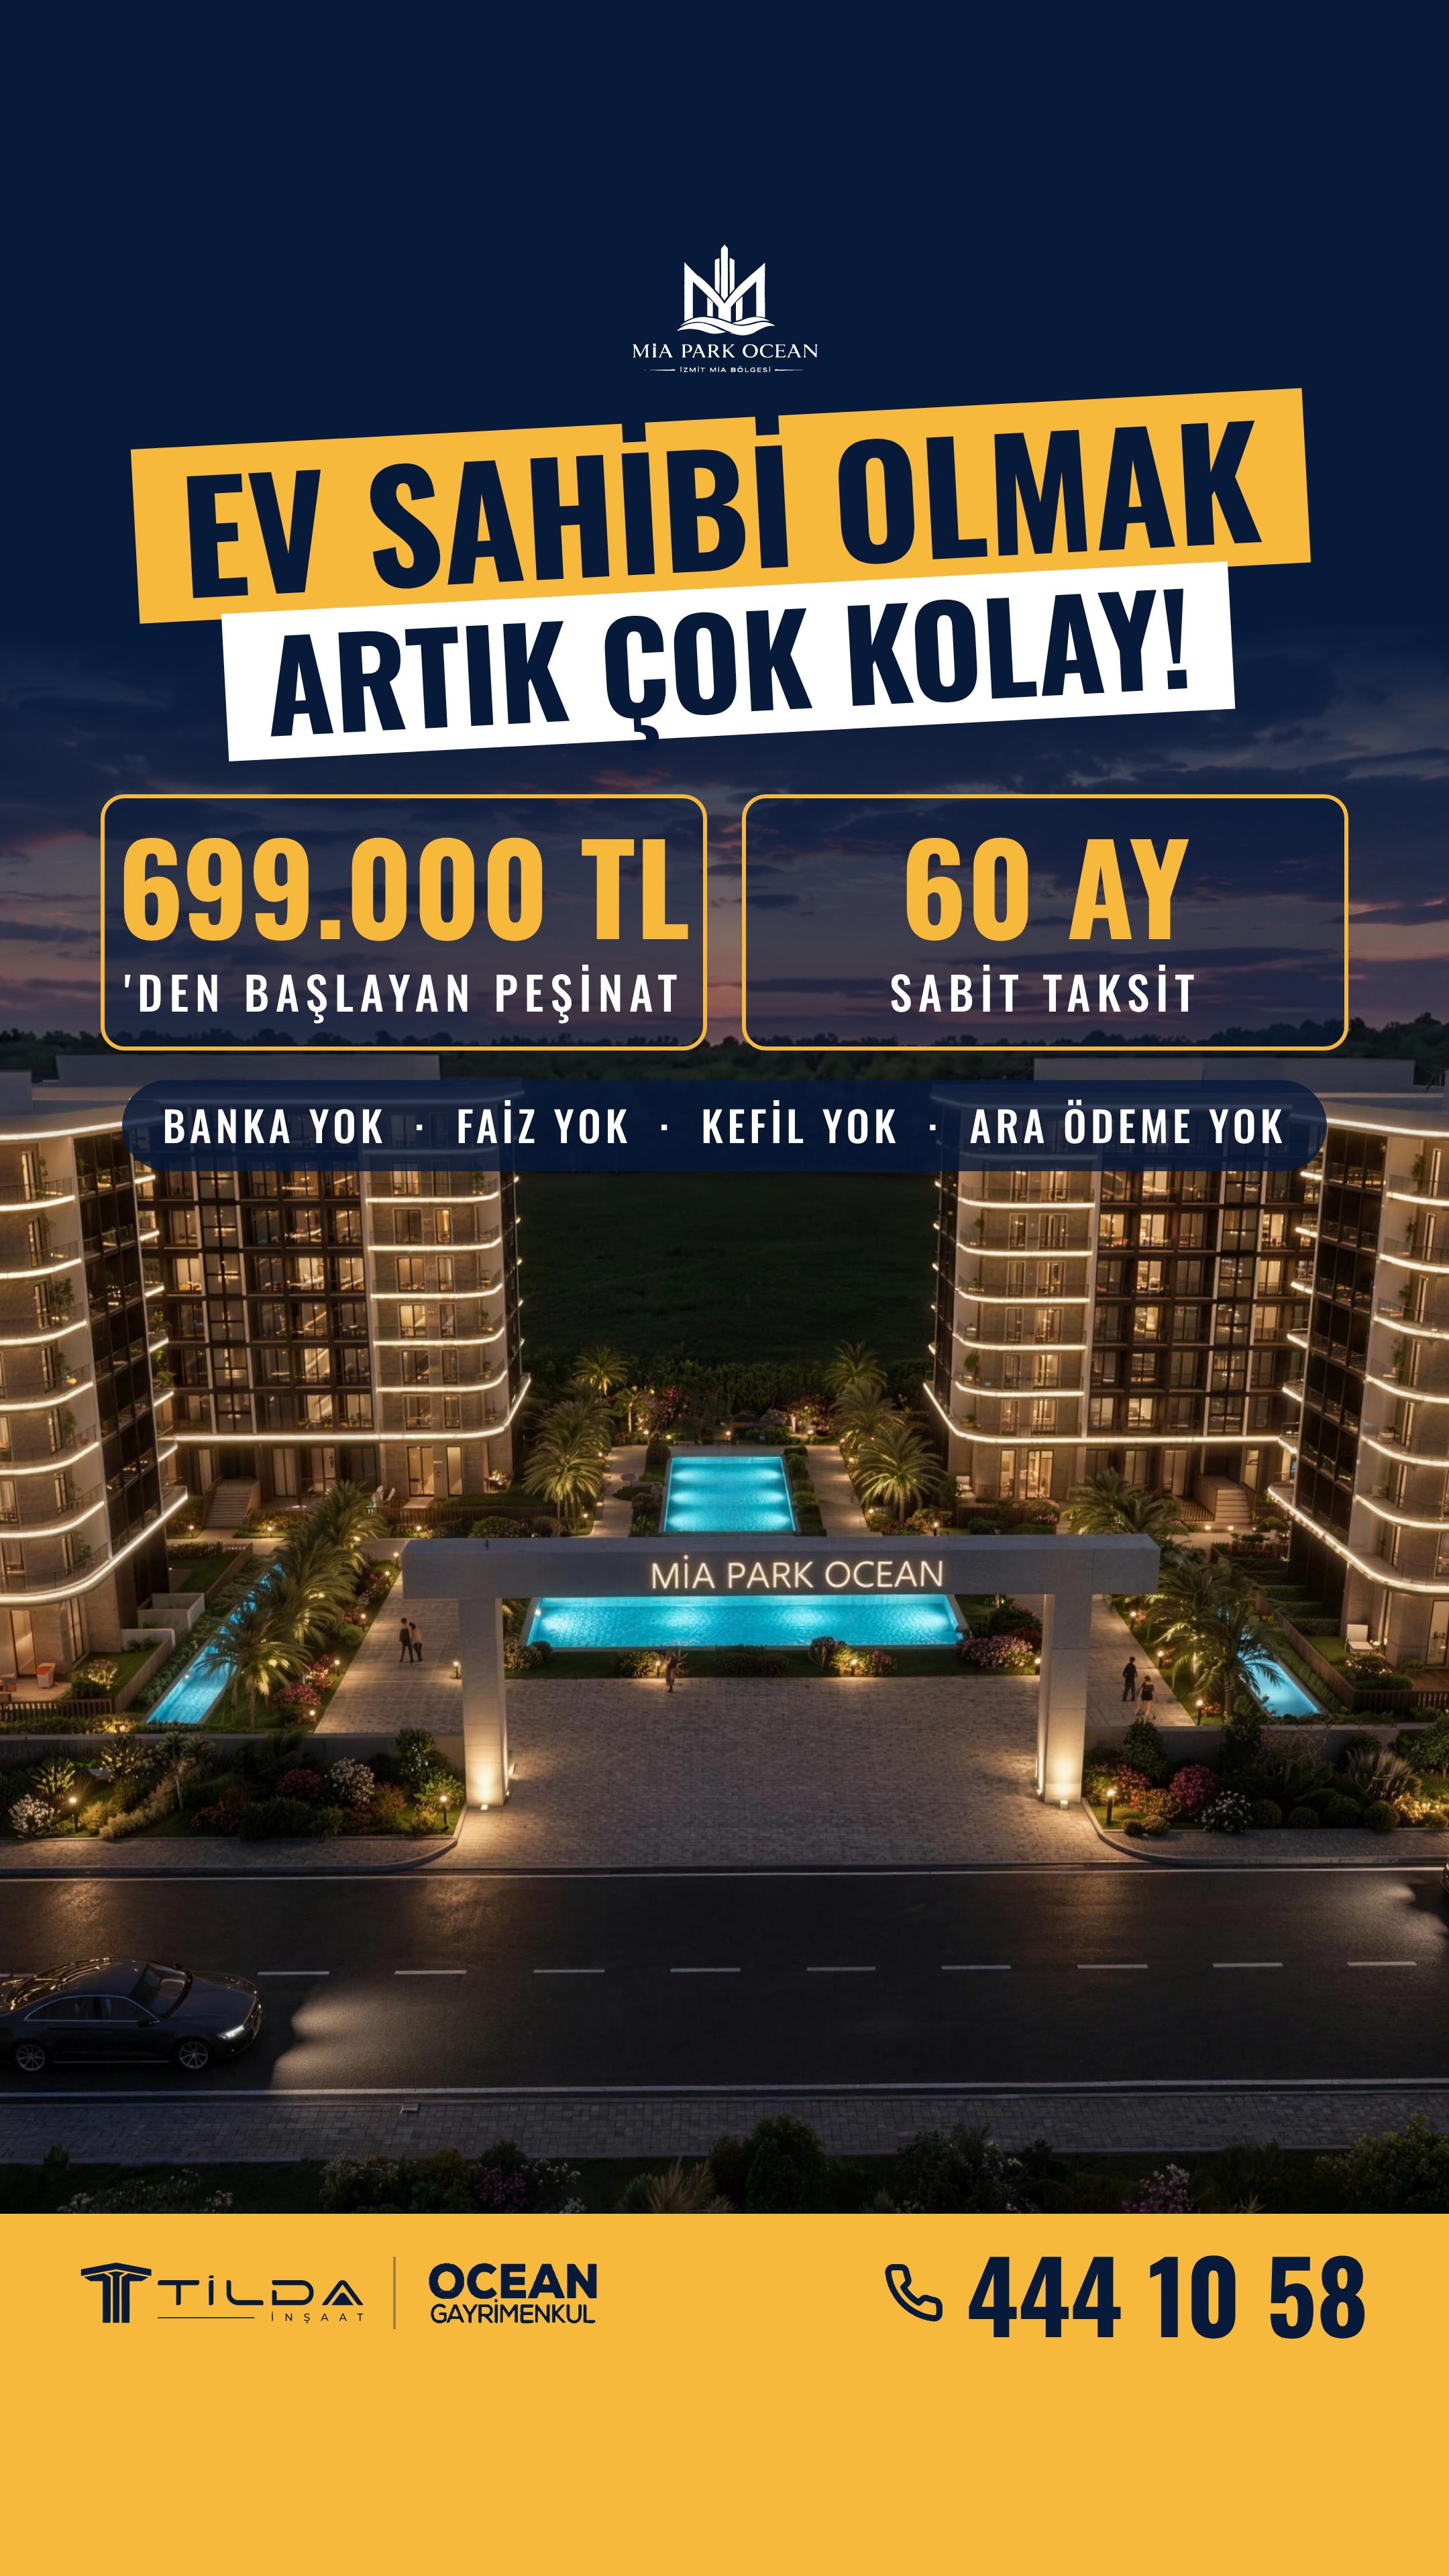 MİA PARK OCEAN
İZMİT MİA BÖLGESİ
EV SAHİBİ OLMAK
ARTIK ÇOK KOLAY!
699.000 TL
'DEN BAŞLAYAN PEŞİNAT
60 AY
SABİT TAKSİT
BANKA YOK · FAİZ YOK · KEFİL YOK · ARA ÖDEME YOK
MİA PARK OCEAN
TİLDA
İNŞAAT
OCEAN
GAYRİMENKUL
444 10 58